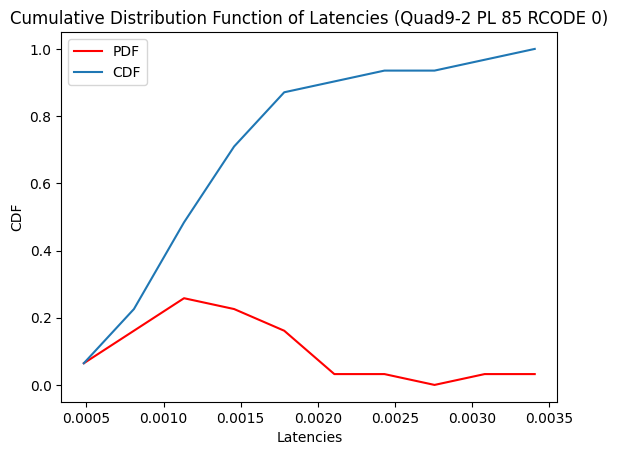 Cumulative Distribution Function of Latencies (Quad9-2 PL 85 RCODE 0)
PDF
CDF
1.0
0.8
0.6
0.4
0.2
0.0
CDF
0.0005 0.0010 0.0015 0.0020 0.0025 0.0030 0.0035
Latencies